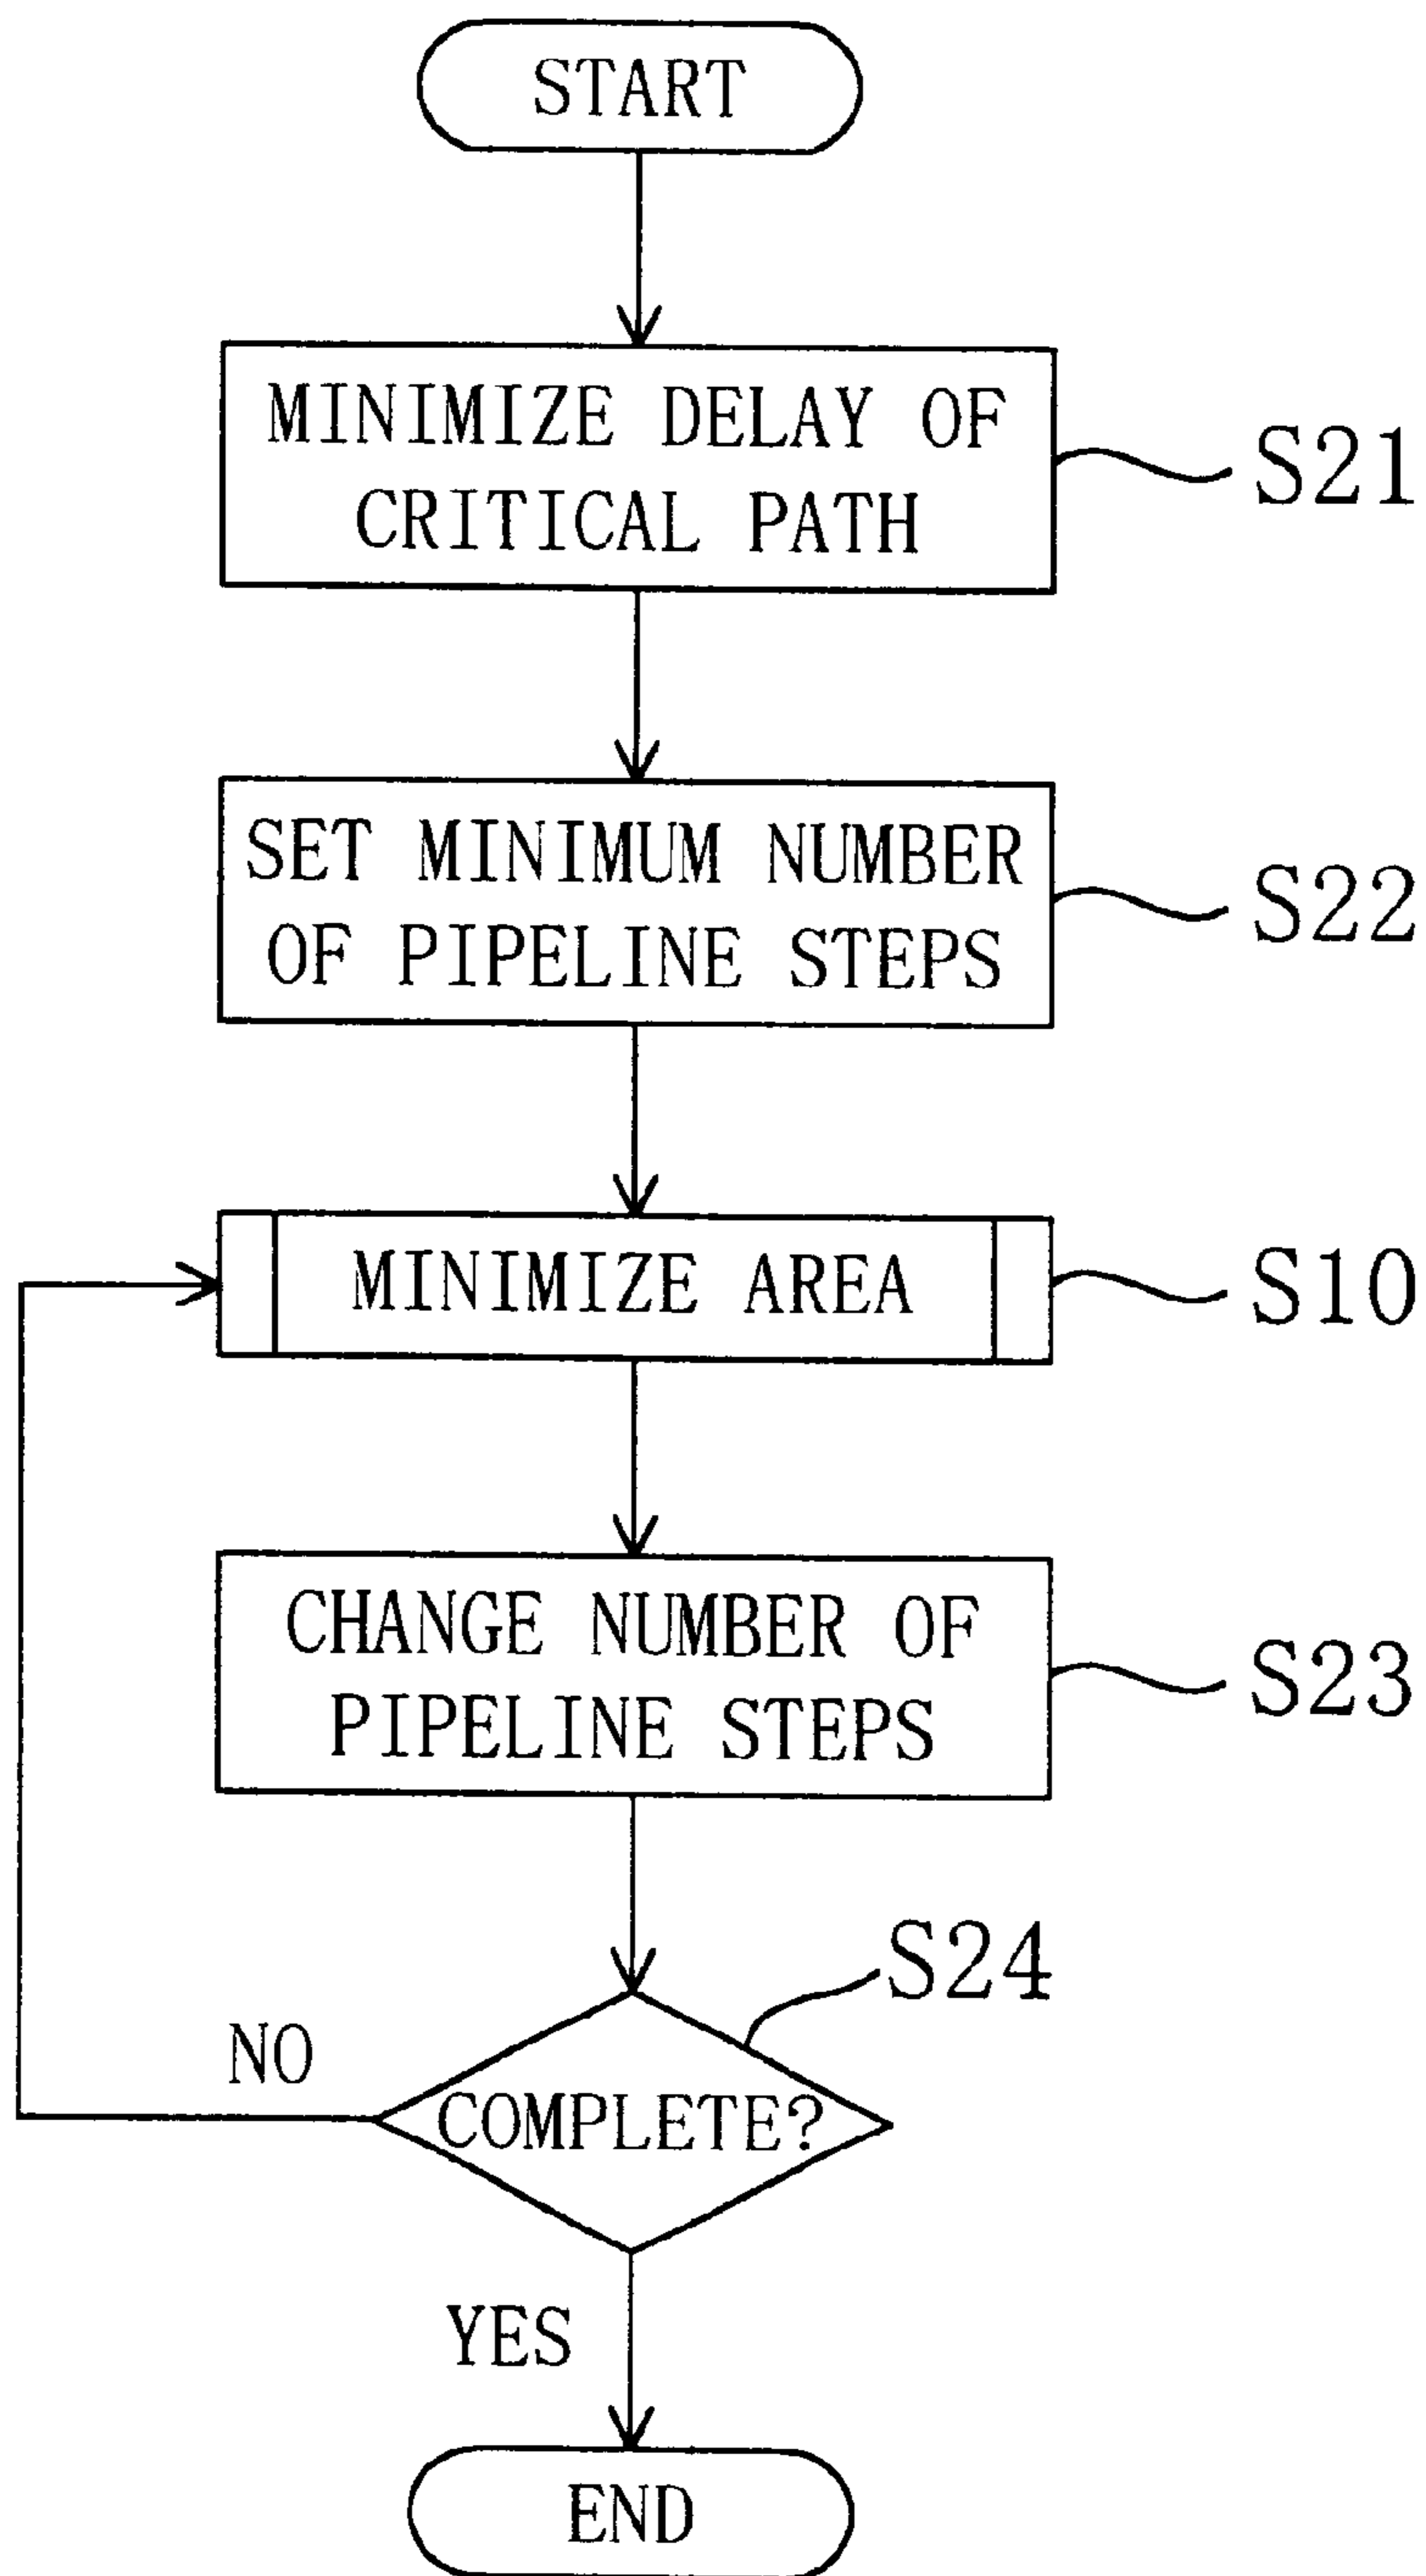 START
MINIMIZE DELAY OF
CRITICAL PATH
S21
SET MINIMUM NUMBER
OF PIPELINE STEPS
S22
MINIMIZE AREA
S10
CHANGE NUMBER OF
PIPELINE STEPS
S23
S24
NO
COMPLETE?
YES
END